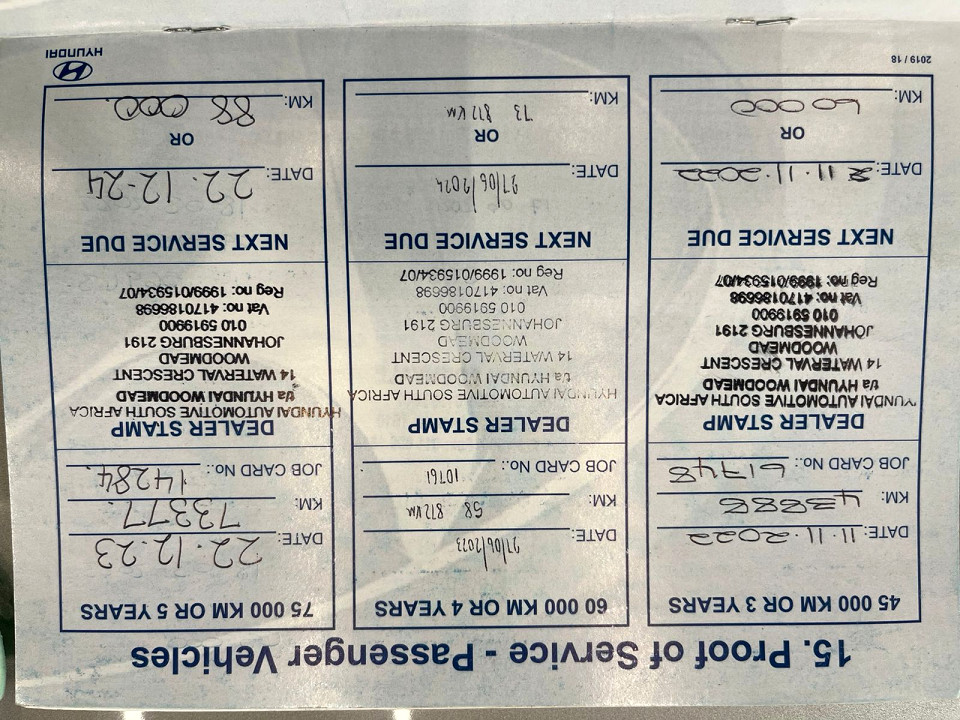 15. Proof of Service - Passenger Vehicles
45 000 KM OR 3 YEARS
DATE: 11.11.2022
KM: 43886
JOB CARD No.: 61748
DEALER STAMP
YUNDAI AUTOMOTIVE SOUTH AFRICA
t/a HYUNDAI WOODMEAD
14 WATERVAL CRESCENT
WOODMEAD
JOHANNESBURG 2191
010 5919900
Vat no: 4170186698
Reg no: 1999/015934/07
NEXT SERVICE DUE
DATE: 11.11.2022
OR
KM: 60000
60 000 KM OR 4 YEARS
DATE: 27/06/2023
KM: 58 872 KM
JOB CARD No.: 10761
DEALER STAMP
HYUNDAI AUTOMOTIVE SOUTH AFRICA
t/a HYUNDAI WOODMEAD
14 WATERVAL CRESCENT
WOODMEAD
JOHANNESBURG 2191
010 5919900
Vat no: 4170186698
Reg no: 1999/015934/07
NEXT SERVICE DUE
DATE: 27/06/2024
OR
KM: 73 872 KM
75 000 KM OR 5 YEARS
DATE: 22.12.23
KM: 73377
JOB CARD No.: 14284
DEALER STAMP
HYUNDAI AUTOMOTIVE SOUTH AFRICA
t/a HYUNDAI WOODMEAD
14 WATERVAL CRESCENT
WOODMEAD
JOHANNESBURG 2191
010 5919900
Vat no: 4170186698
Reg no: 1999/015934/07
NEXT SERVICE DUE
DATE: 22.12-24
OR
KM: 88 000.
2019 / 18
HYUNDAI